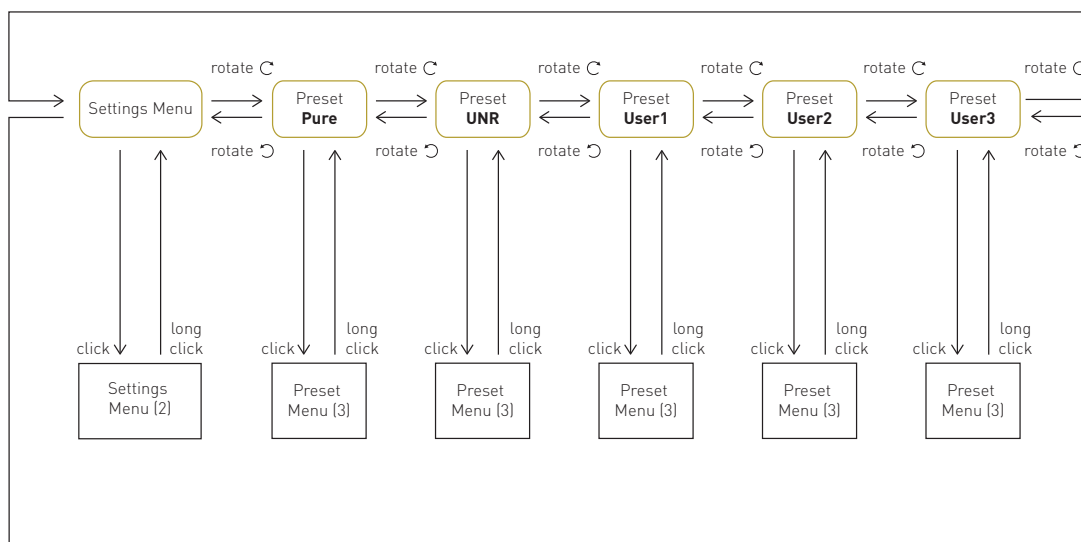 rotate
rotate
rotate
rotate
rotate
rotate
Settings Menu
Preset
Pure
Preset
UNR
Preset
User1
Preset
User2
Preset
User3
rotate
rotate
rotate
rotate
rotate
rotate
click
long
click
click
long
click
click
long
click
click
long
click
click
long
click
click
long
click
Settings
Menu (2)
Preset
Menu (3)
Preset
Menu (3)
Preset
Menu (3)
Preset
Menu (3)
Preset
Menu (3)